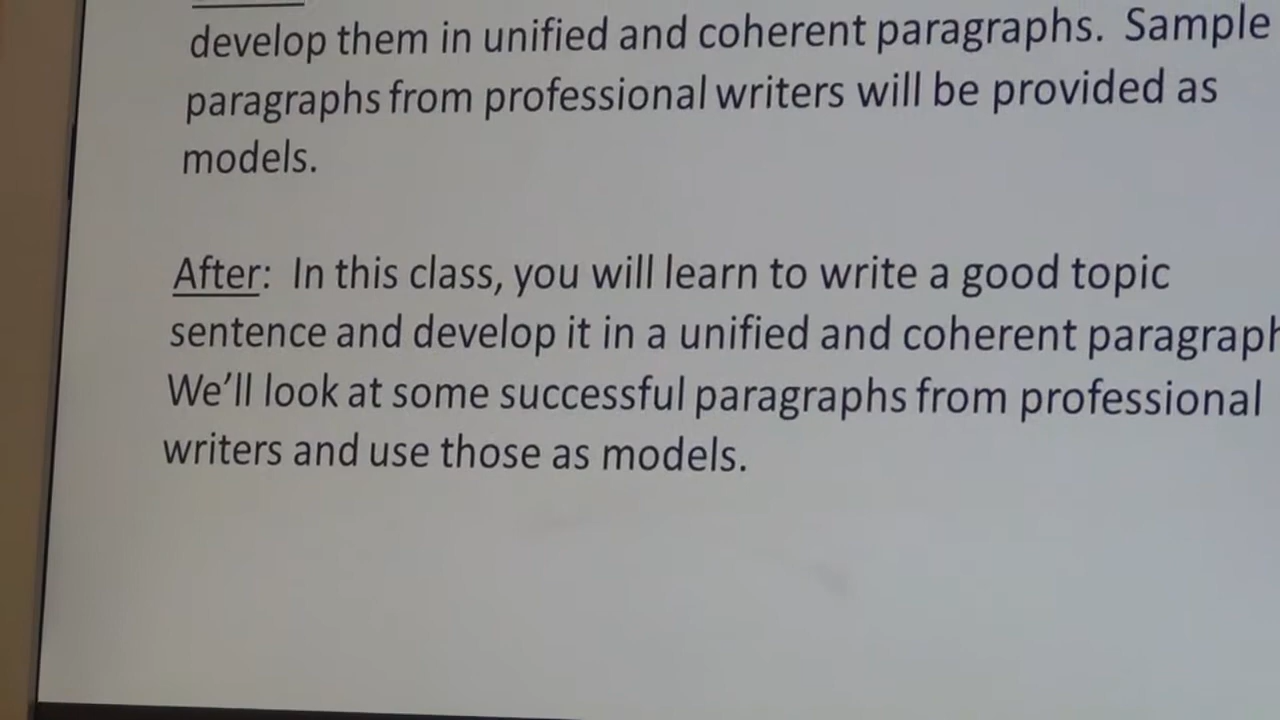 develop them in unified and coherent paragraphs. Sample
paragraphs from professional writers will be provided as
models.
After: In this class, you will learn to write a good topic
sentence and develop it in a unified and coherent paragraph
We'll look at some successful paragraphs from professional
writers and use those as models.